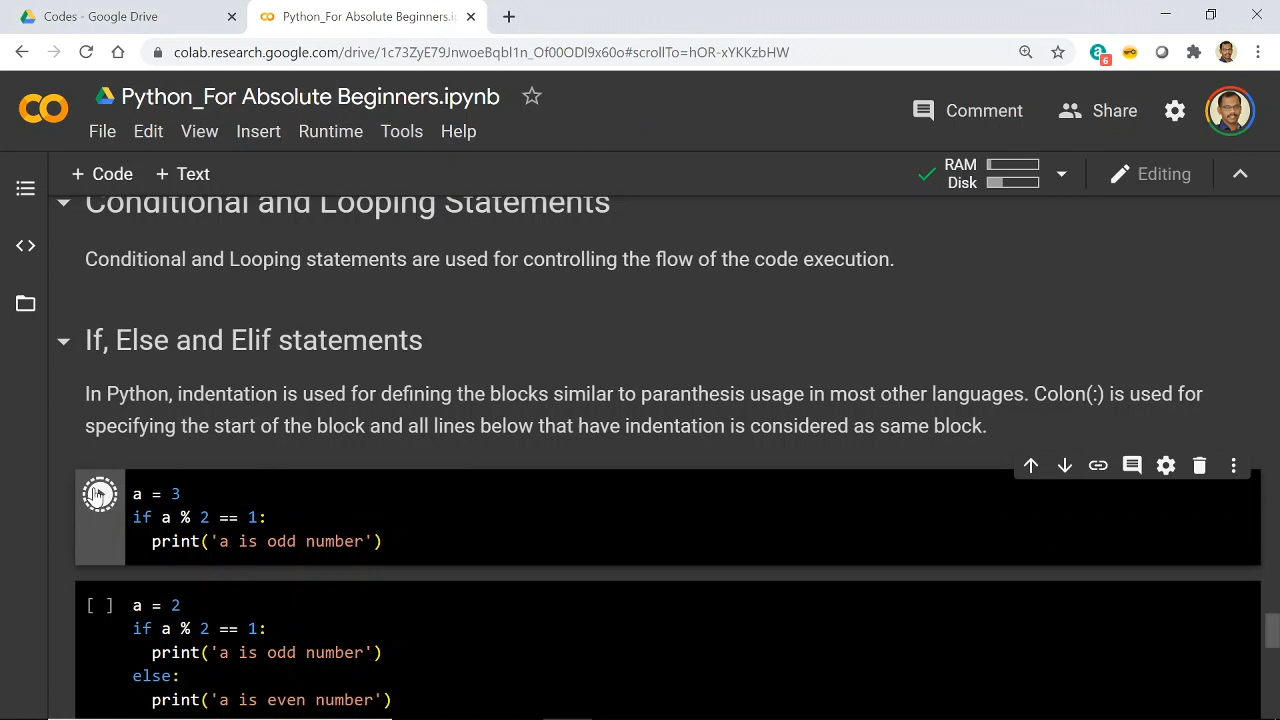 Codes - Google Drive
Python_For Absolute Beginners.i
colab.research.google.com/drive/1c73ZyE79JnwoeBqbl1n_Of00ODl9x60o#scrollTo=hOR-xYKKzbHW
6
Python_For Absolute Beginners.ipynb
Comment
Share
File Edit View Insert Runtime Tools Help
+ Code + Text
RAM
Disk
Editing
Conditional and Looping Statements
Conditional and Looping statements are used for controlling the flow of the code execution.
If, Else and Elif statements
In Python, indentation is used for defining the blocks similar to paranthesis usage in most other languages. Colon(:) is used for
specifying the start of the block and all lines below that have indentation is considered as same block.
a = 3
if a % 2 == 1:
print('a is odd number')
[ ] a = 2
if a % 2 == 1:
print('a is odd number')
else:
print('a is even number')